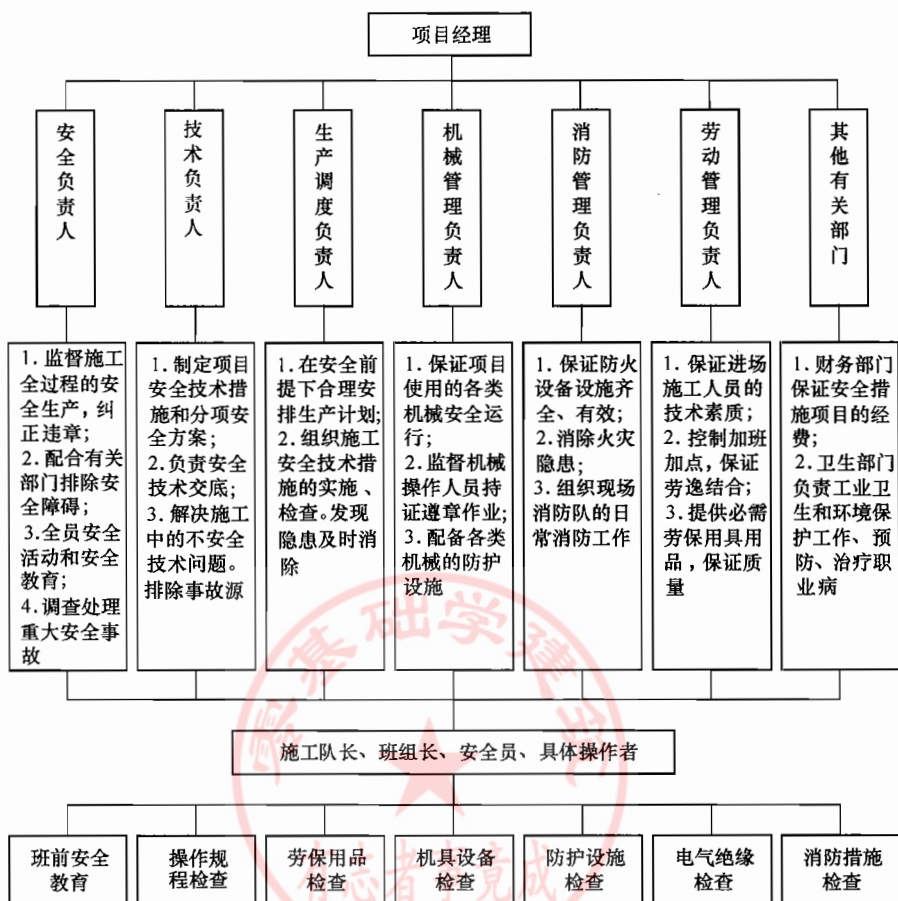 项目经理
安全负责人
技术负责人
生产调度负责人
机械管理负责人
消防管理负责人
劳动管理负责人
其他有关部门
1. 监督施工
全过程的安
全生产，纠
正违章；
2. 配合有关
部门排除安
全障碍；
3.全员安全
活动和安全
教育；
4. 调查处理
重大安全事
故
1. 制定项目
安全技术措
施和分项安
全方案；
2.负责安全
技术交底；
3. 解决施工
中的不安全
技术问题。
排除事故源
1.在安全前
提下合理安
排生产计划；
2. 组织施工
安全技术措
施的实施、
检查。发现
隐患及时消
除
1. 保证项目
使用的各类
机械安全运
行；
2. 监督机械
操作人员持
证遵章作业；
3. 配备各类
机械的防护
设施
1. 保证防火
设备设施齐
全、有效；
2. 消除火灾
隐患；
3. 组织现场
消防队的日
常消防工作
1. 保证进场
施工人员的
技术素质；
2. 控制加班
加点，保证
劳逸结合；
3.提供必需
劳保用具用
品，保证质
量
1.财务部门
保证安全措
施项目的经
费；
2. 卫生部门
负责工业卫
生和环境保
护工作、预
防、治疗职
业病
施工队长、班组长、安全员、具体操作者
班前安全
教育
操作规
程检查
劳保用品
检查
机具设备
检查
防护设施
检查
电气绝缘
检查
消防措施
检查
零基础学建筑
有志者事竟成